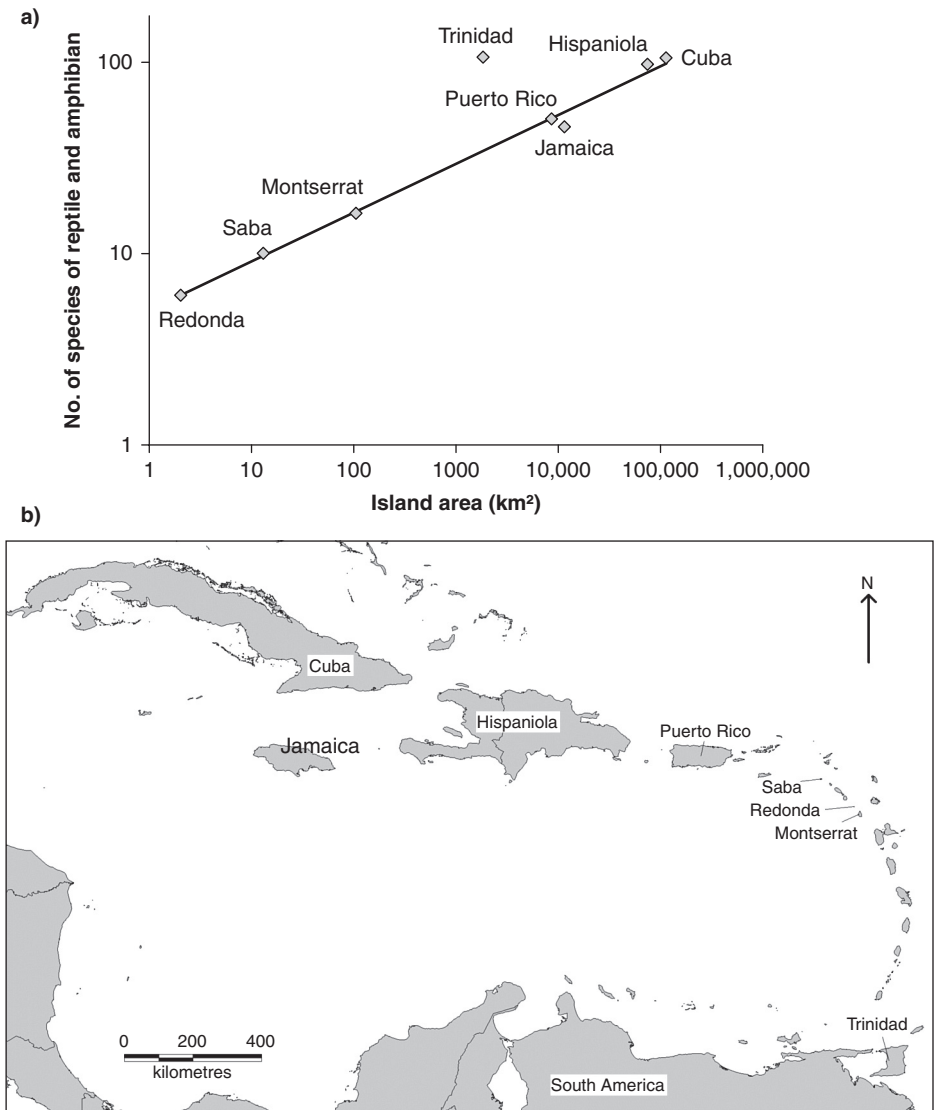 a)
No. of species of reptile and amphibian
100
10
1
Trinidad
Hispaniola
Cuba
Puerto Rico
Jamaica
Montserrat
Saba
Redonda
1 10 100 1000 10,000 100,000 1,000,000
Island area (km²)
b)
N
Cuba
Hispaniola
Jamaica
Puerto Rico
Saba
Redonda
Montserrat
Trinidad
0 200 400
kilometres
South America